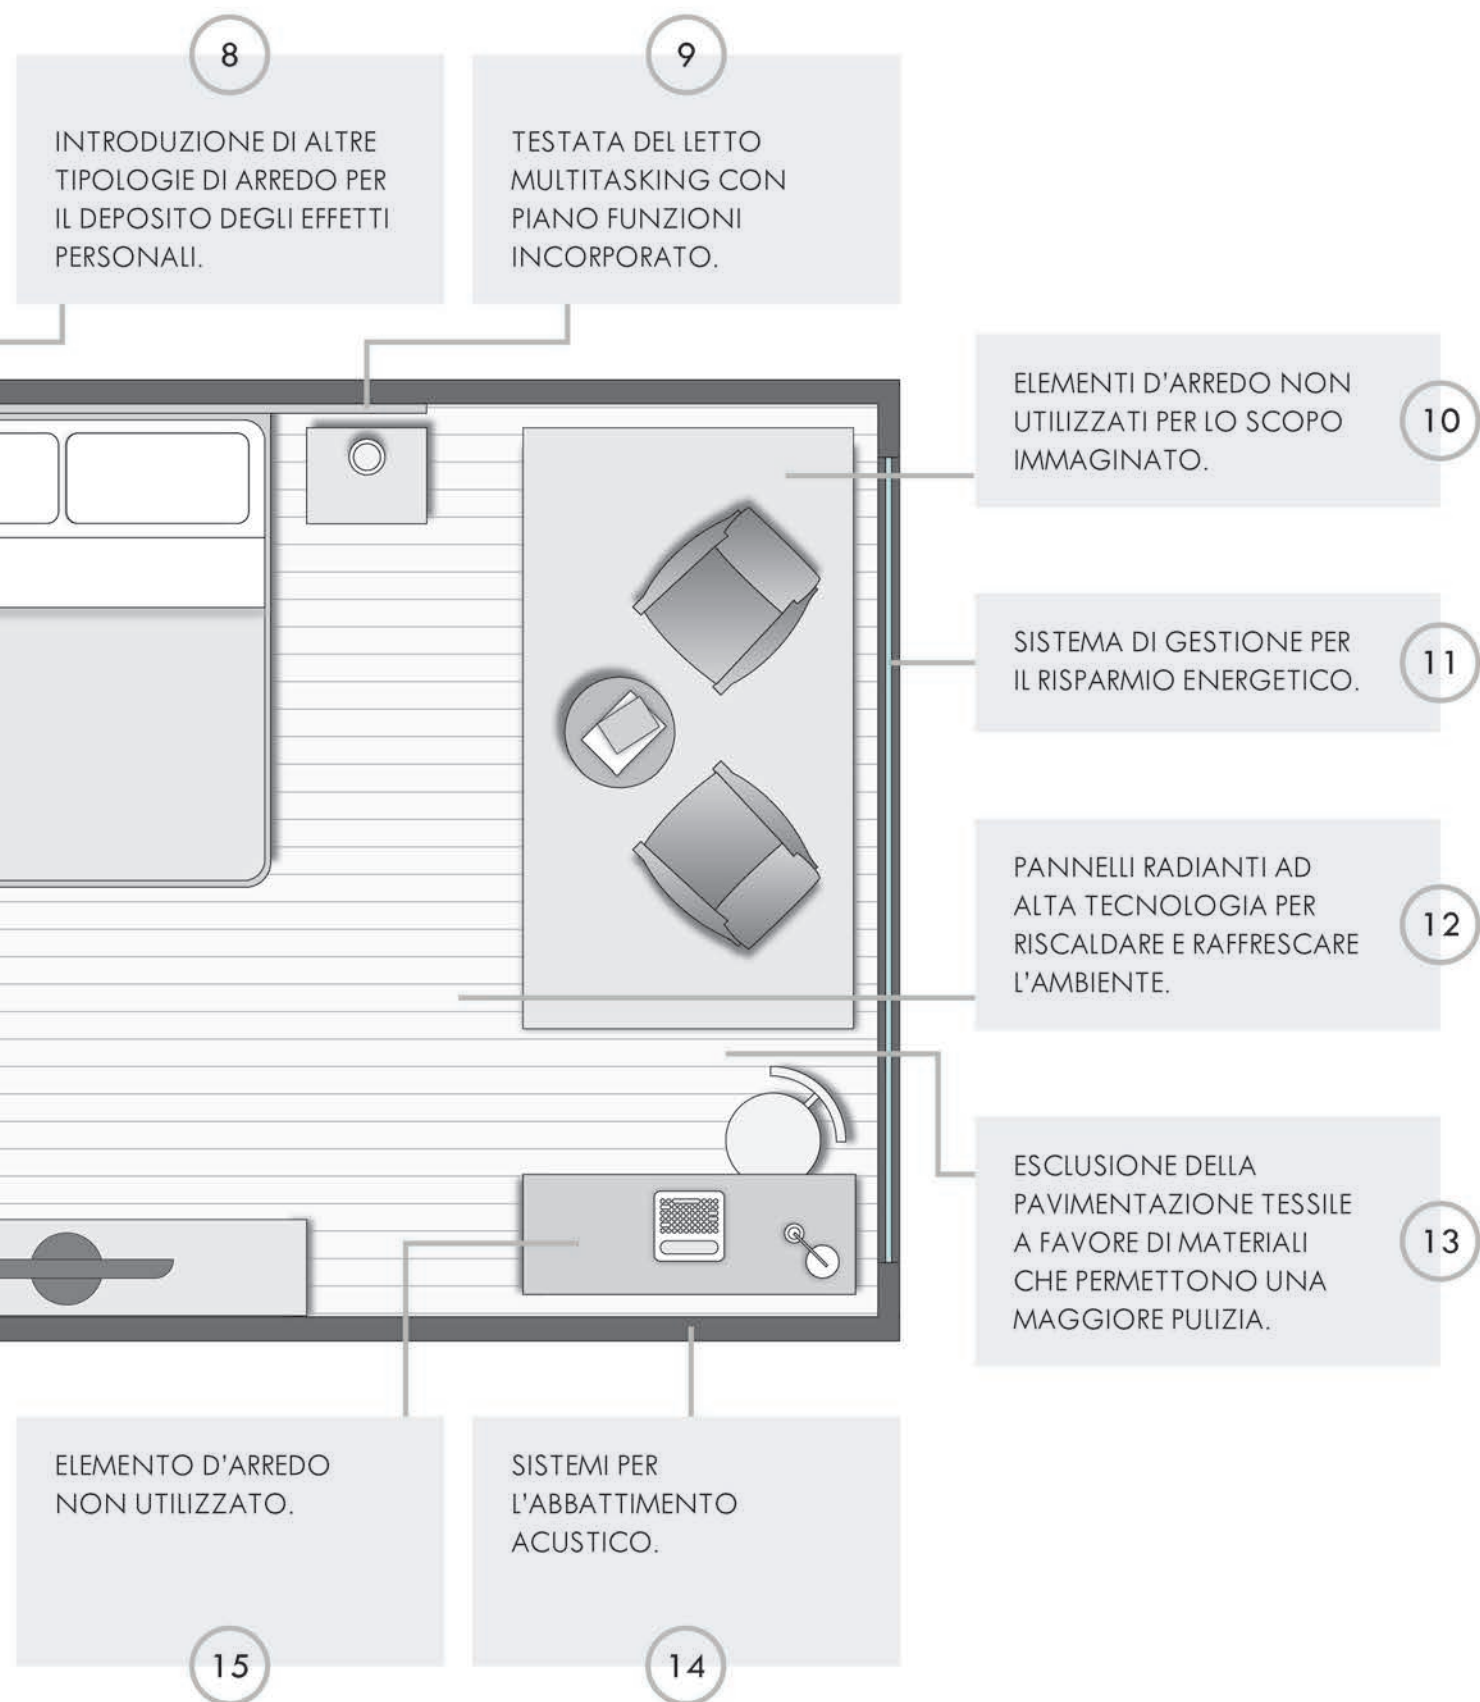 8
INTRODUZIONE DI ALTRE
TIPOLOGIE DI ARREDO PER
IL DEPOSITO DEGLI EFFETTI
PERSONALI.
9
TESTATA DEL LETTO
MULTITASKING CON
PIANO FUNZIONI
INCORPORATO.
ELEMENTI D'ARREDO NON
UTILIZZATI PER LO SCOPO
IMMAGINATO.
10
SISTEMA DI GESTIONE PER
IL RISPARMIO ENERGETICO.
11
PANNELLI RADIANTI AD
ALTA TECNOLOGIA PER
RISCALDARE E RAFFRESCARE
L'AMBIENTE.
12
ESCLUSIONE DELLA
PAVIMENTAZIONE TESSILE
A FAVORE DI MATERIALI
CHE PERMETTONO UNA
MAGGIORE PULIZIA.
13
ELEMENTO D'ARREDO
NON UTILIZZATO.
15
SISTEMI PER
L'ABBATTIMENTO
ACUSTICO.
14